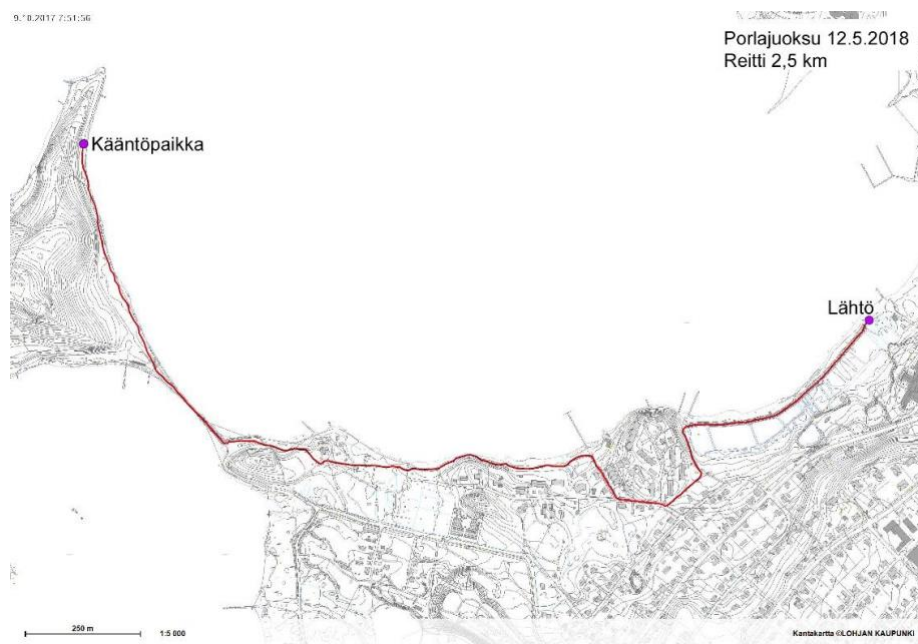 9.10.2017 7:51:56
Porlajuoksu 12.5.2018
Reitti 2,5 km
Kääntöpaikka
Lähtö
250 m
1:5 000
Kantakartta ©LOHJAN KAUPUNKI